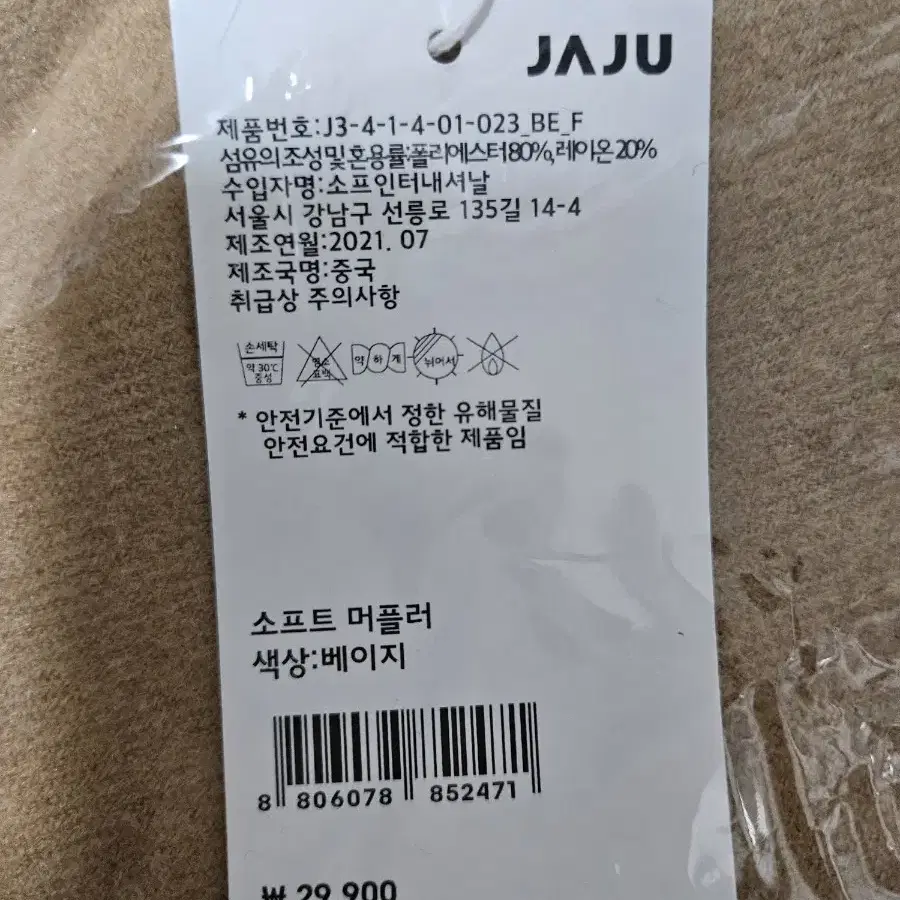 JAJU
제품번호:J3-4-1-4-01-023_BE_F
섬유의조성및혼용률:폴리에스터80%,레이온20%
수입자명:소프인터내셔날
서울시 강남구 선릉로 135길 14-4
제조연월:2021. 07
제조국명:중국
취급상 주의사항
손세탁 염소 약하게 뉘어서
약 30℃ 표백
중성
* 안전기준에서 정한 유해물질
안전요건에 적합한 제품임
소프트 머플러
색상:베이지
8 806078 852471
₩ 29,900